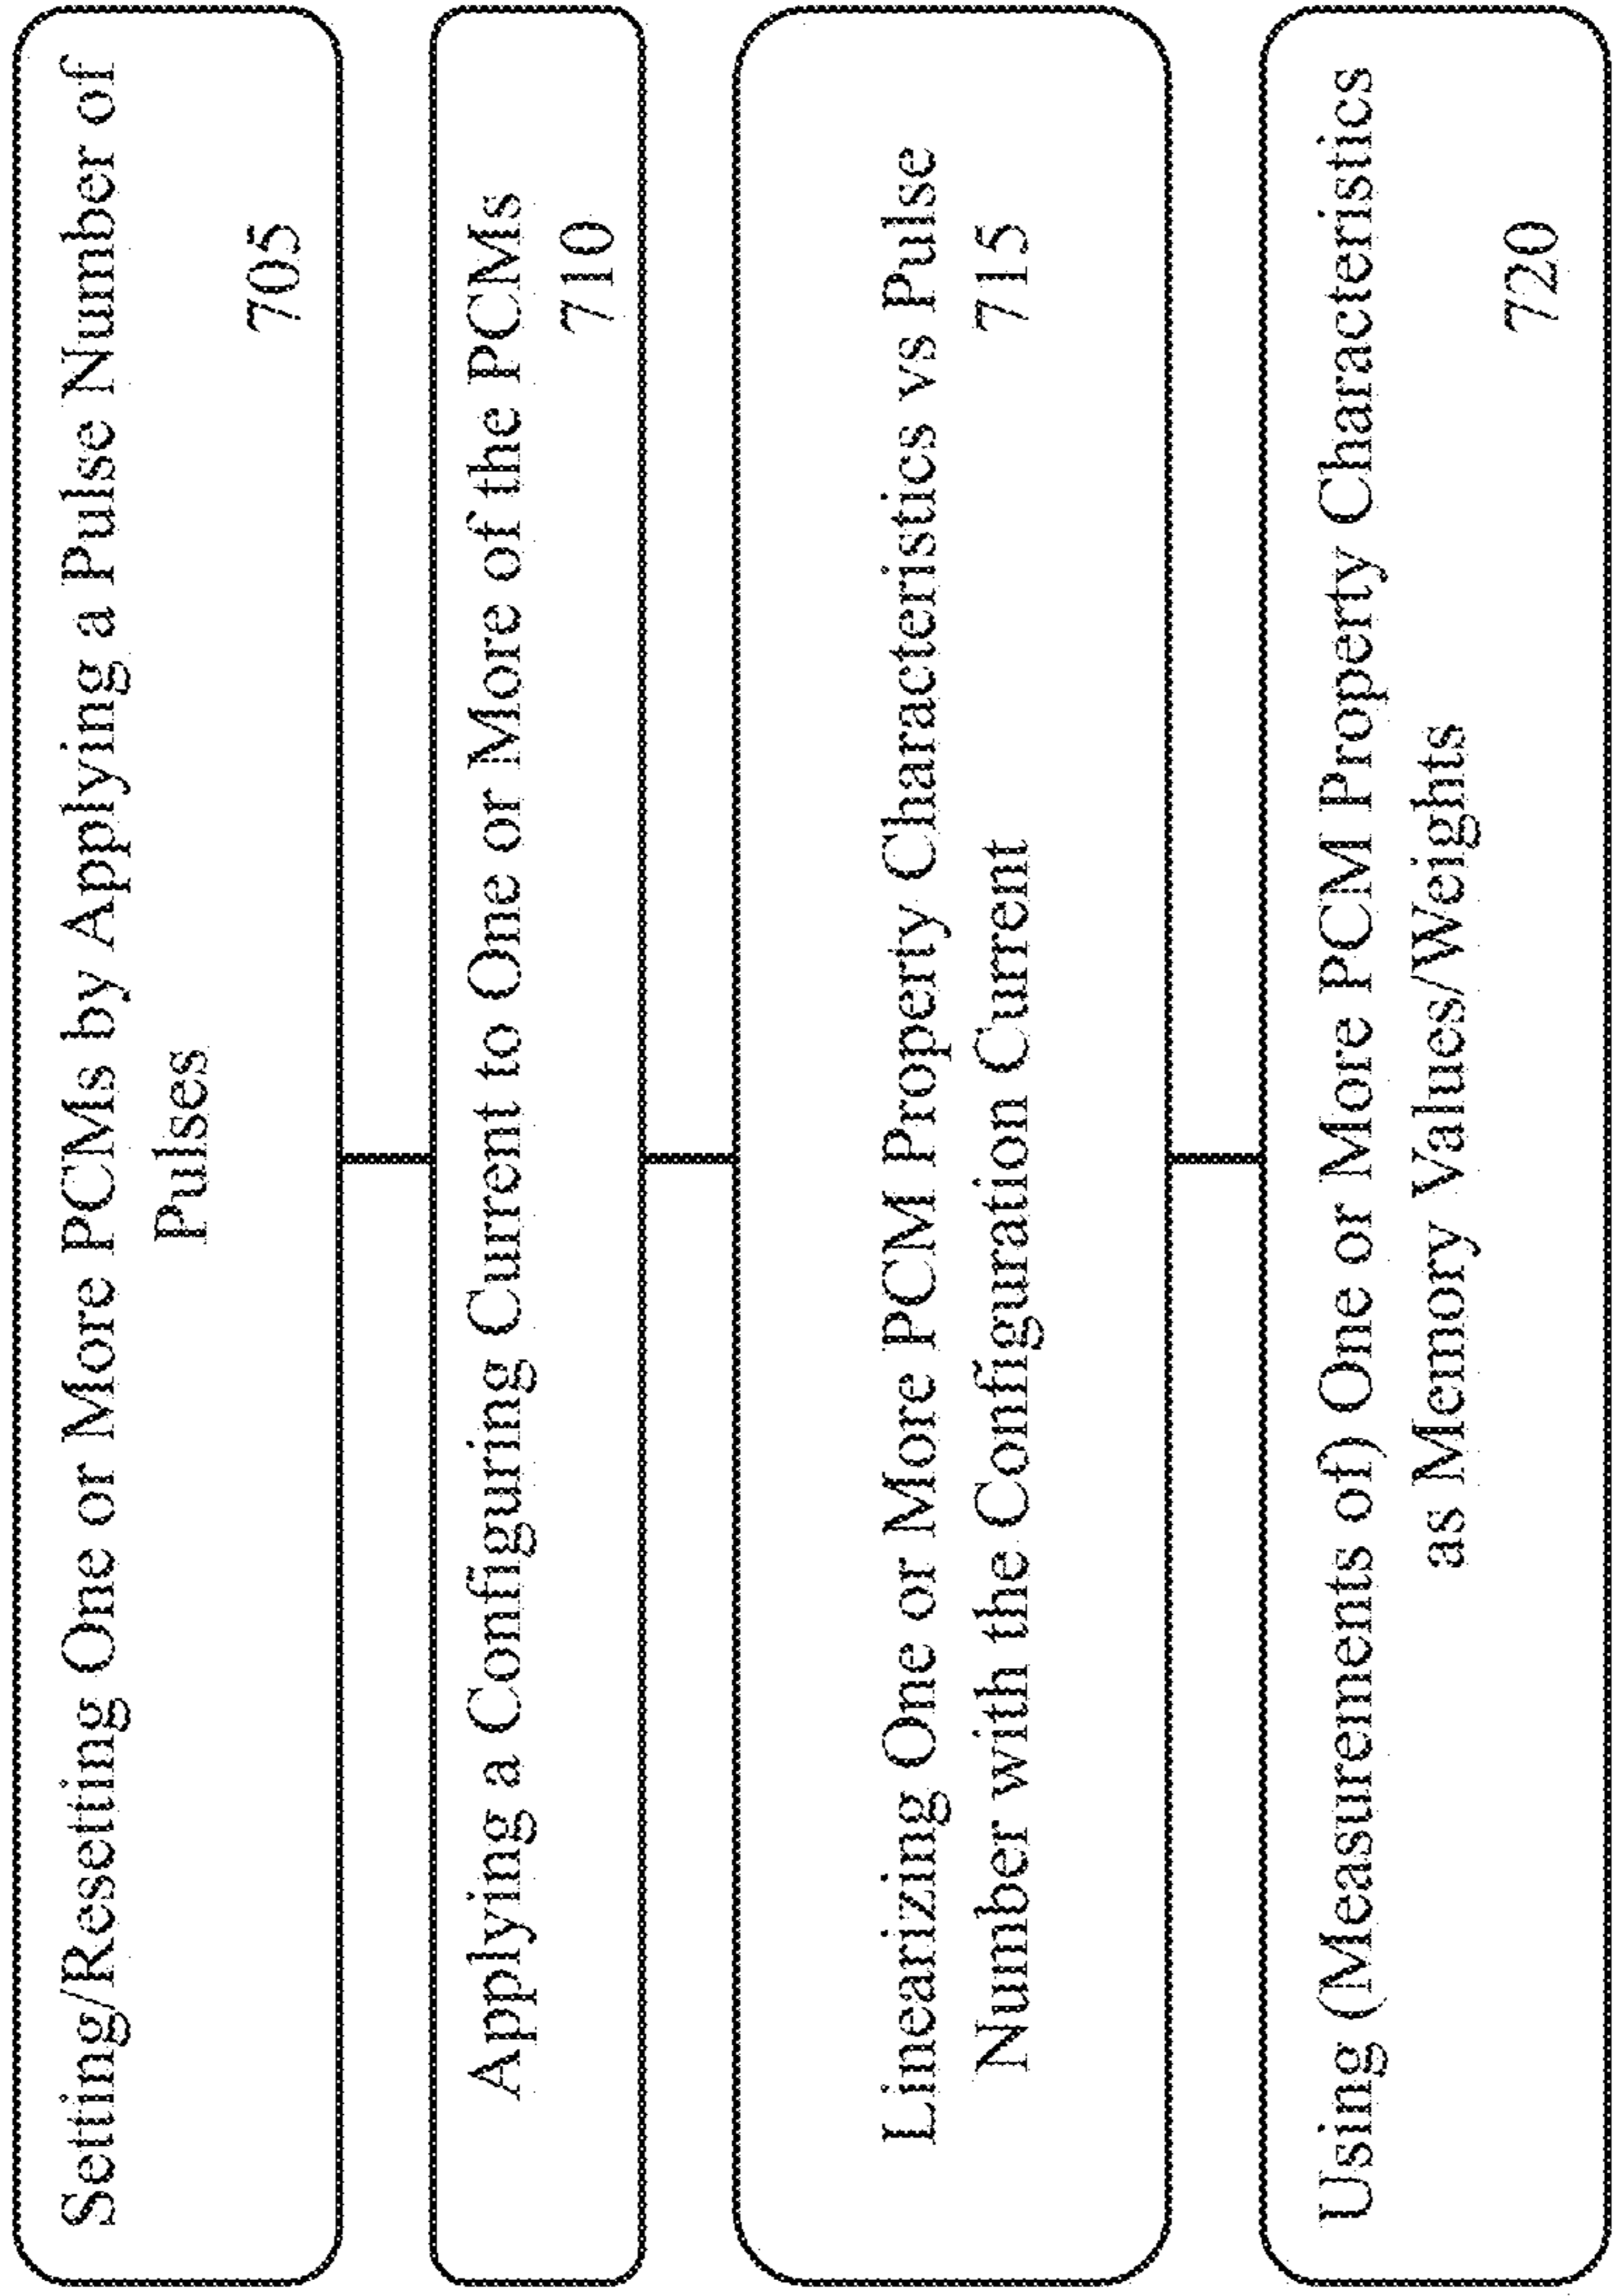 Setting/Resetting One or More PCMs by Applying a Pulse Number of
Pulses
705
Applying a Configuring Current to One or More of the PCMs
710
Linearizing One or More PCM Property Characteristics vs Pulse
Number with the Configuration Current
715
Using (Measurements of) One or More PCM Property Characteristics
as Memory Values/Weights
720